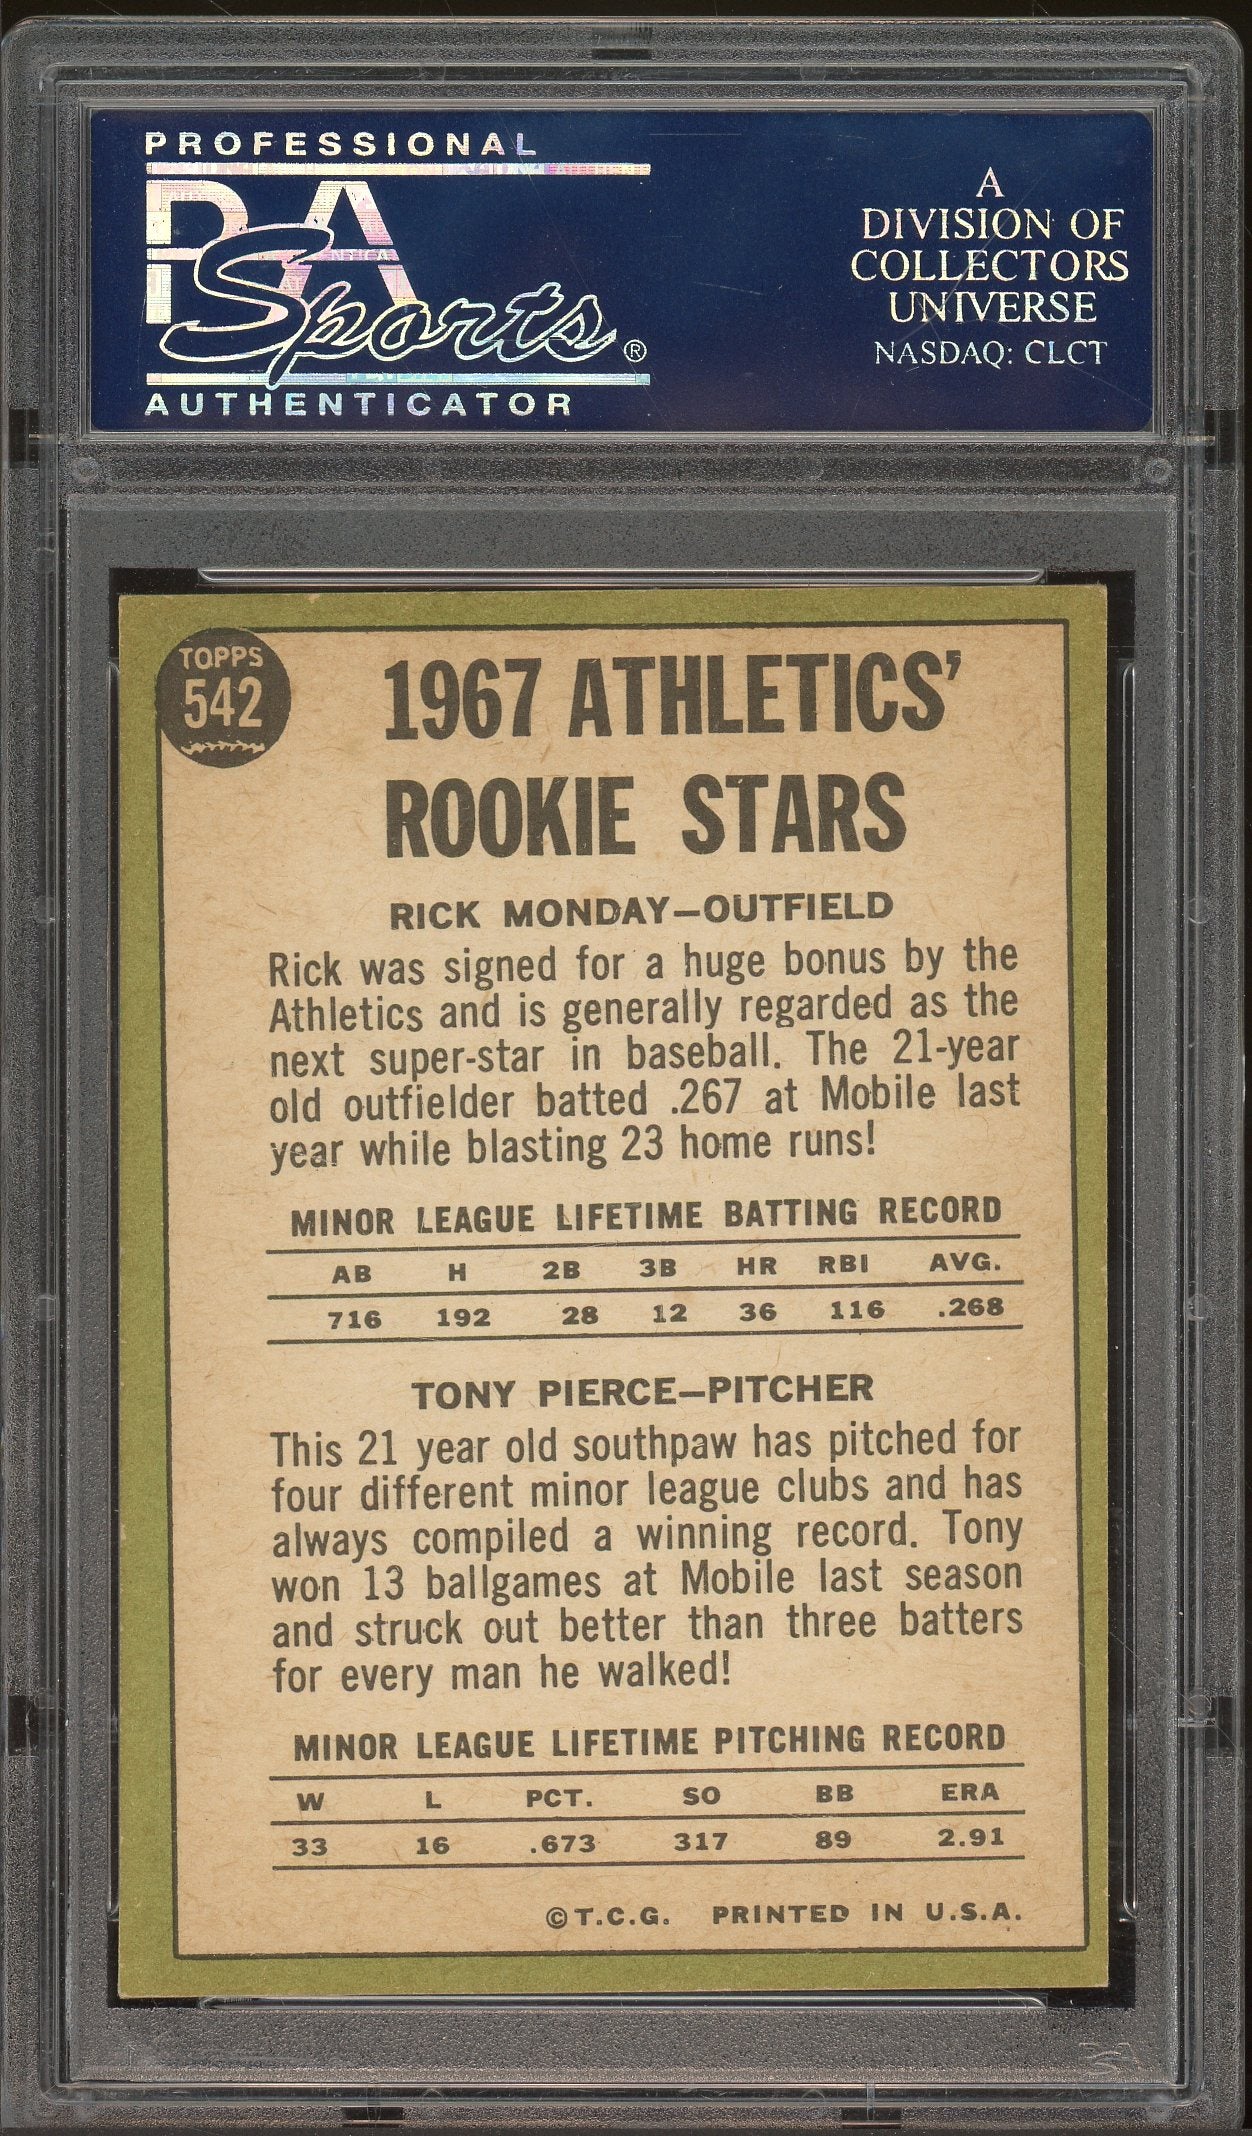 PROFESSIONAL
PSA
Sports®
AUTHENTICATOR
A
DIVISION OF
COLLECTORS
UNIVERSE
NASDAQ: CLCT
TOPPS
542
1967 ATHLETICS'
ROOKIE STARS
RICK MONDAY—OUTFIELD
Rick was signed for a huge bonus by the
Athletics and is generally regarded as the
next super-star in baseball. The 21-year
old outfielder batted .267 at Mobile last
year while blasting 23 home runs!
MINOR LEAGUE LIFETIME BATTING RECORD
AB H 2B 3B HR RBI AVG.
716 192 28 12 36 116 .268
TONY PIERCE—PITCHER
This 21 year old southpaw has pitched for
four different minor league clubs and has
always compiled a winning record. Tony
won 13 ballgames at Mobile last season
and struck out better than three batters
for every man he walked!
MINOR LEAGUE LIFETIME PITCHING RECORD
W L PCT. SO BB ERA
33 16 .673 317 89 2.91
© T.C.G. PRINTED IN U.S.A.